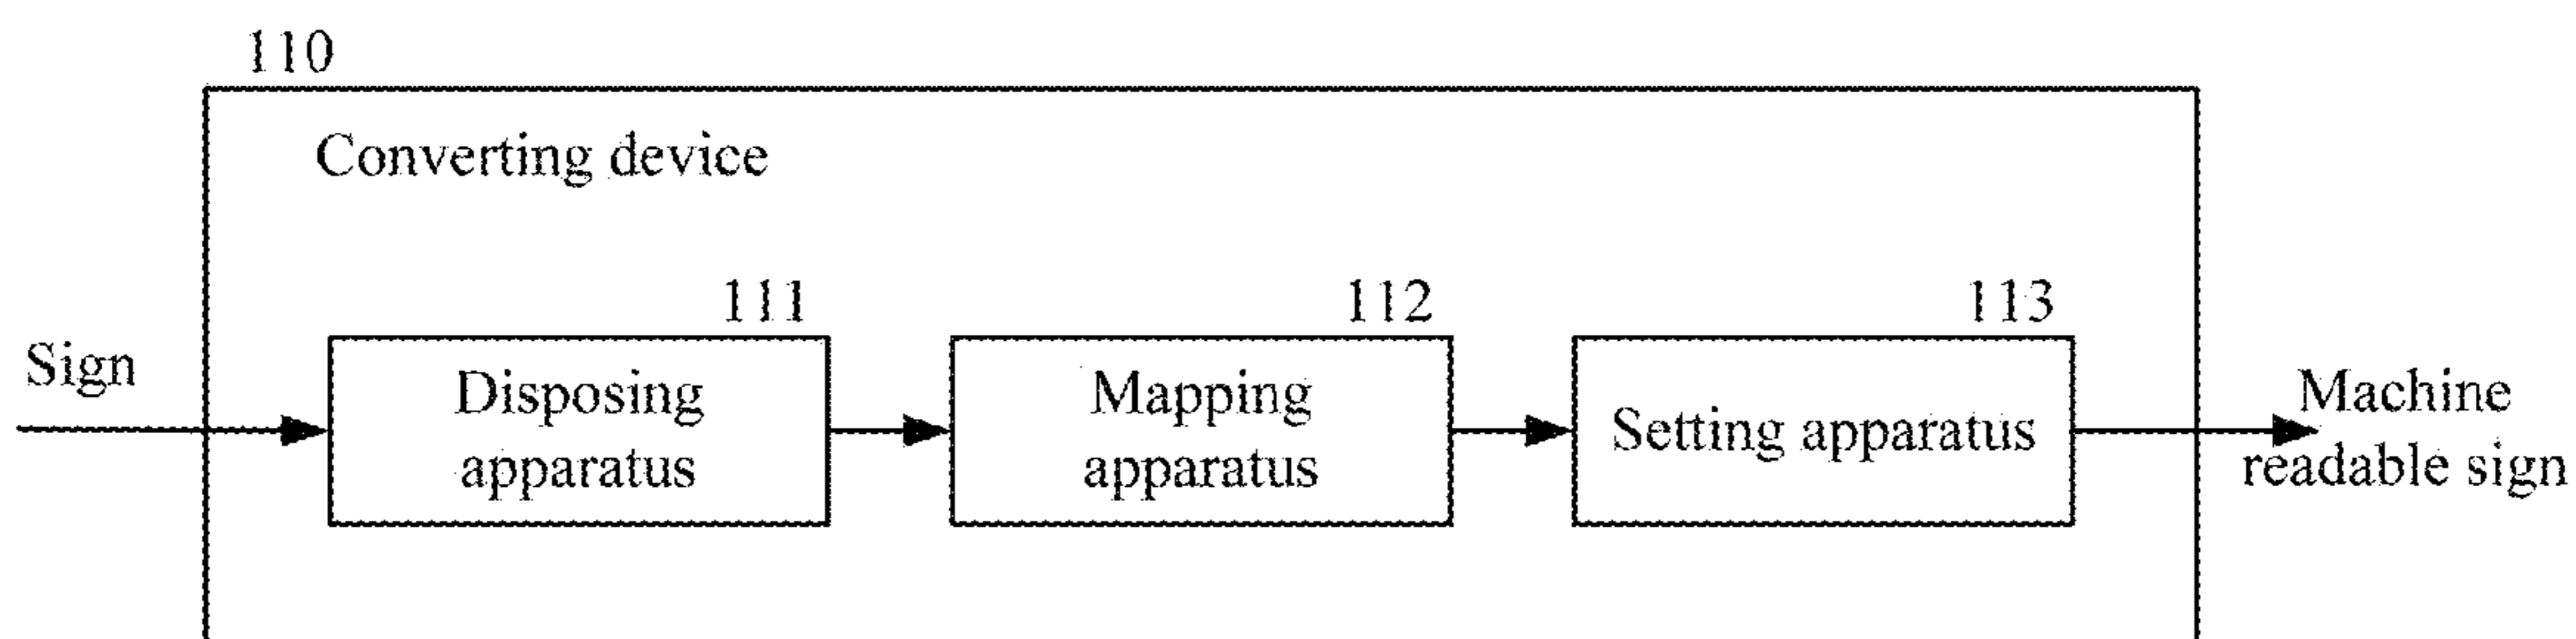 110
Converting device
111
112
113
Sign
Disposing
apparatus
Mapping
apparatus
Setting apparatus
Machine
readable sign